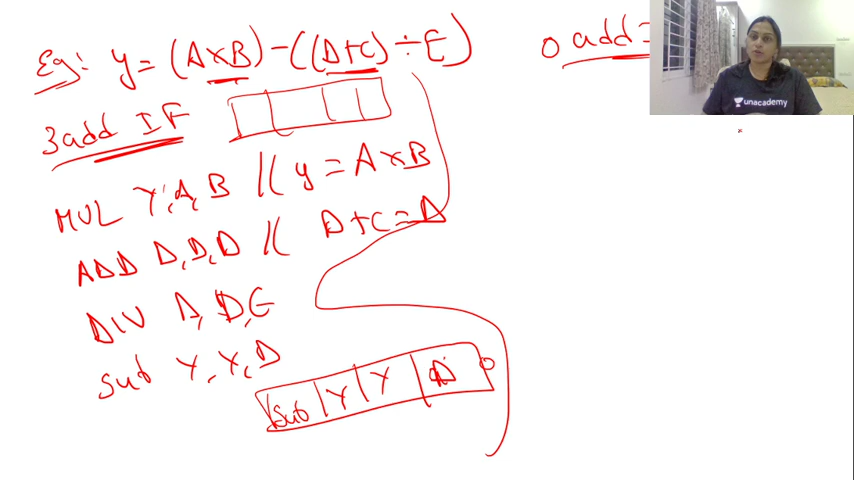 Eg: y = (A×B) - ((D+C) ÷ E)
3 add IF
MUL Y, A, B // y = A×B
ADD D, D, D // D+C = D
DIV D, D, E
Sub Y, Y, D
Sub Y Y D
0 add =
unacademy